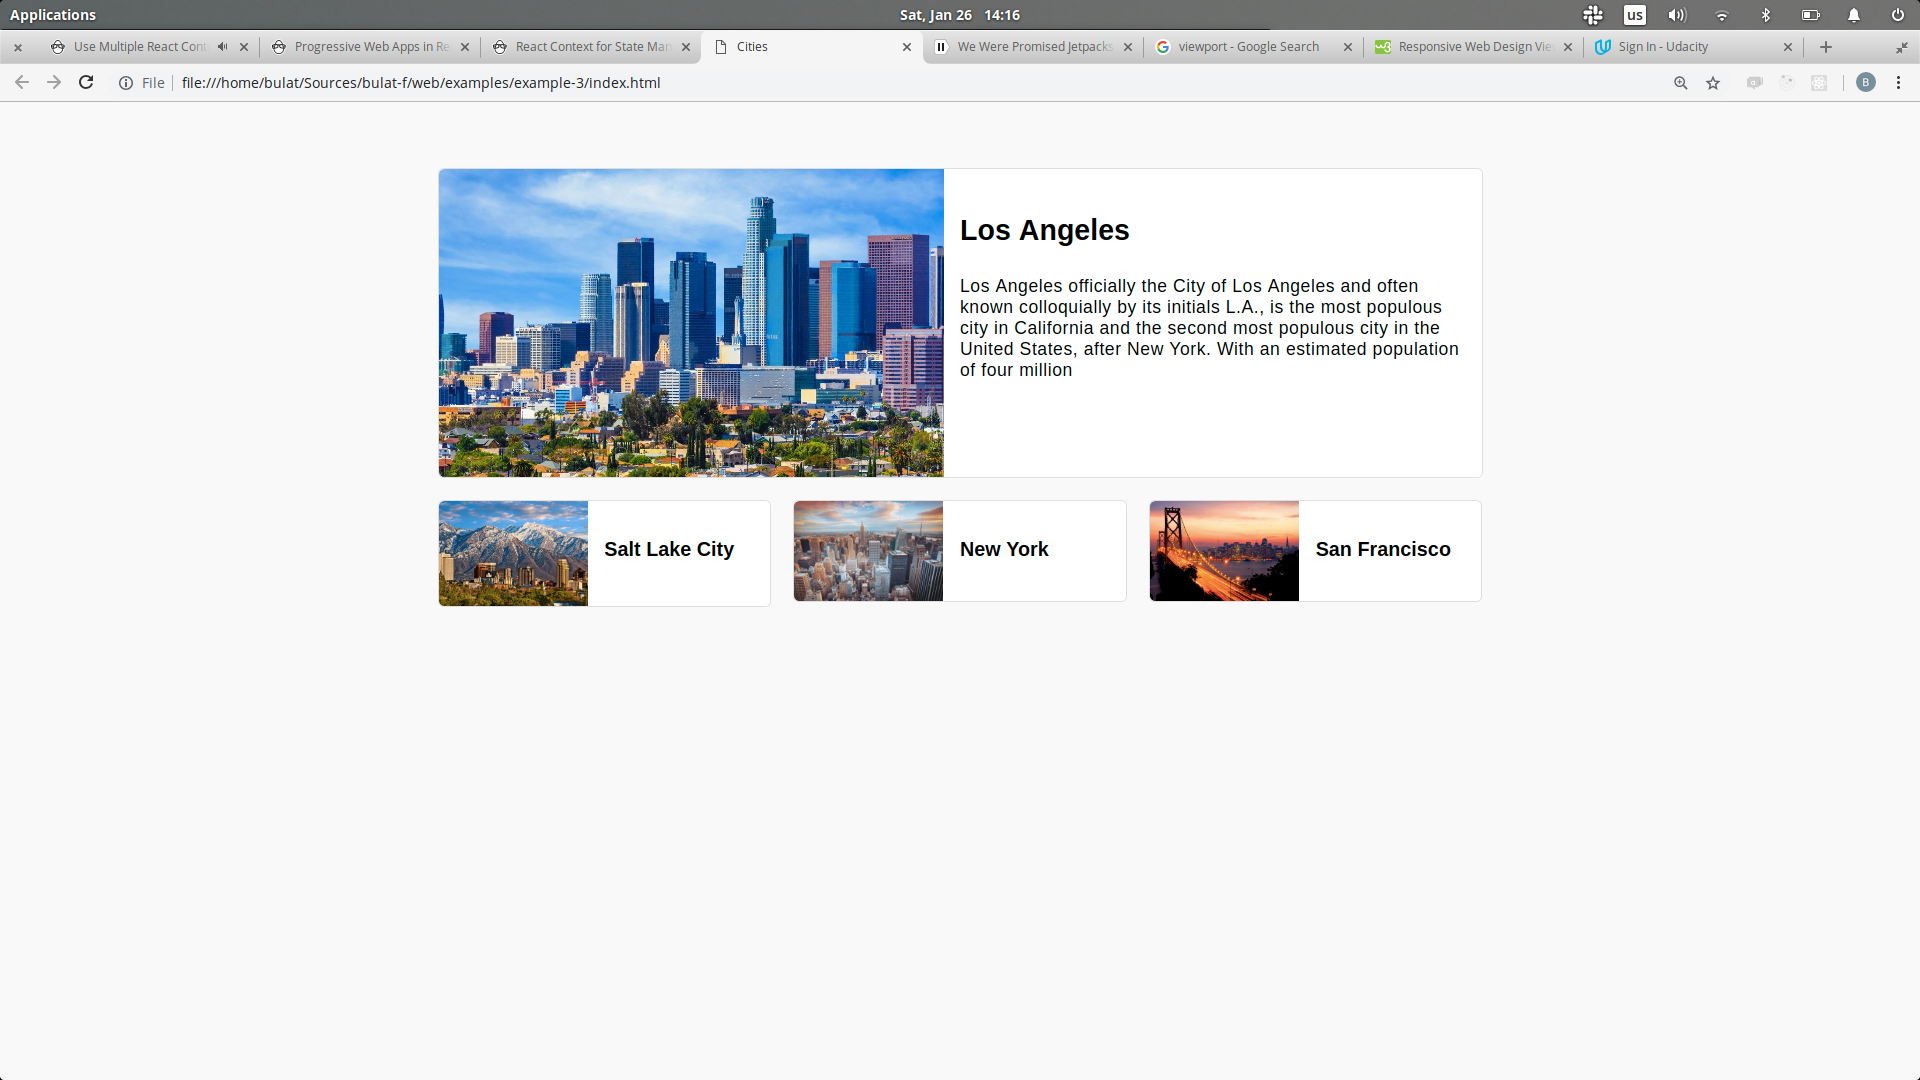 Applications
Sat, Jan 26 14:16
us
Use Multiple React Cont
Progressive Web Apps in Re
React Context for State Man
Cities
We Were Promised Jetpacks
viewport - Google Search
Responsive Web Design Vie
Sign In - Udacity
File
file:///home/bulat/Sources/bulat-f/web/examples/example-3/index.html
B
Los Angeles
Los Angeles officially the City of Los Angeles and often
known colloquially by its initials L.A., is the most populous
city in California and the second most populous city in the
United States, after New York. With an estimated population
of four million
Salt Lake City
New York
San Francisco